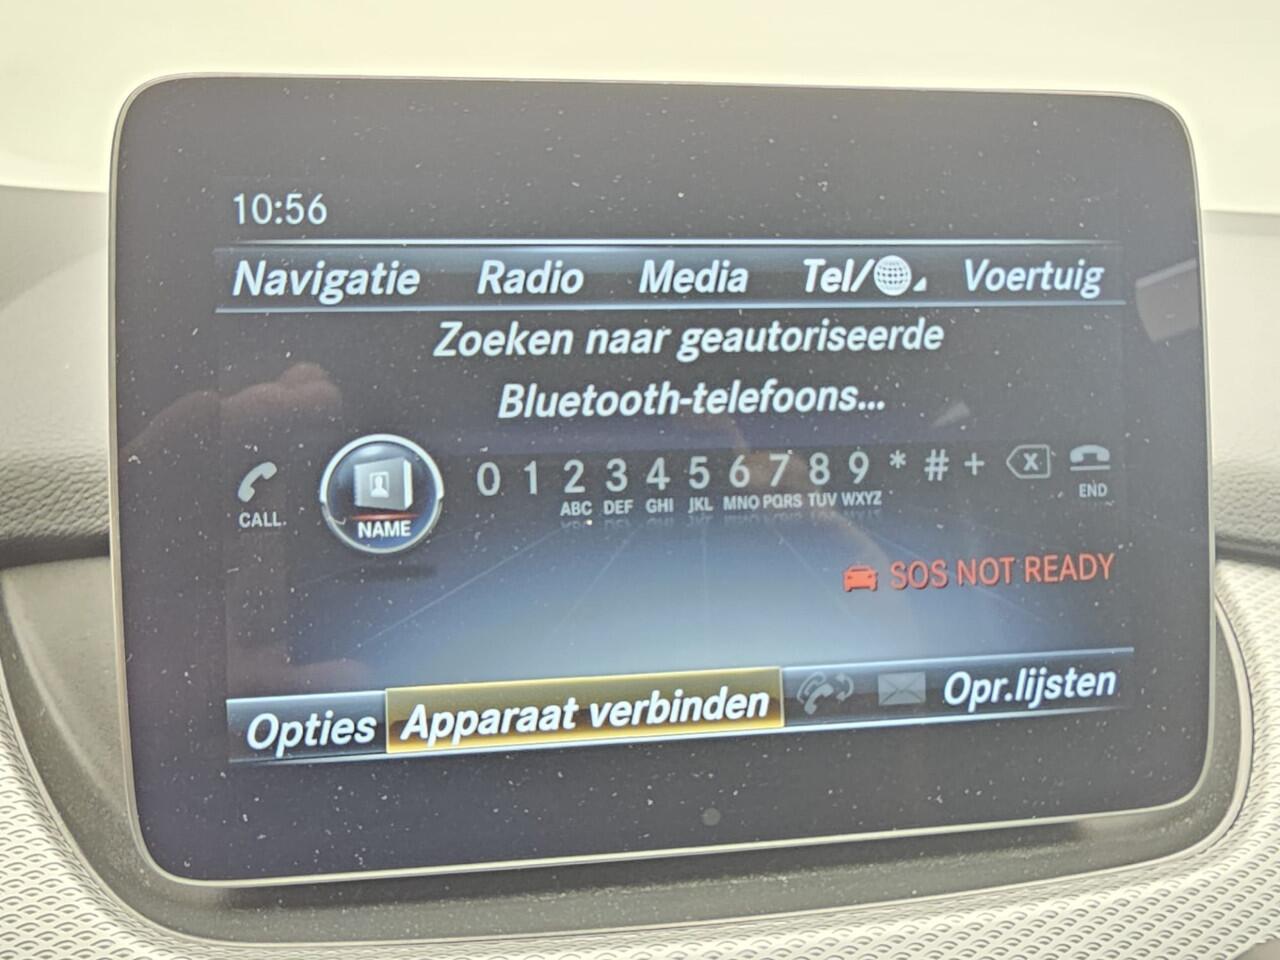 10:56
Navigatie Radio Media Tel/ Voertuig
Zoeken naar geautoriseerde
Bluetooth-telefoons...
0 1 2 3 4 5 6 7 8 9 * # + X
CALL NAME ABC DEF GHI JKL MNO PQRS TUV WXYZ END
SOS NOT READY
Opties Apparaat verbinden Opr.lijsten